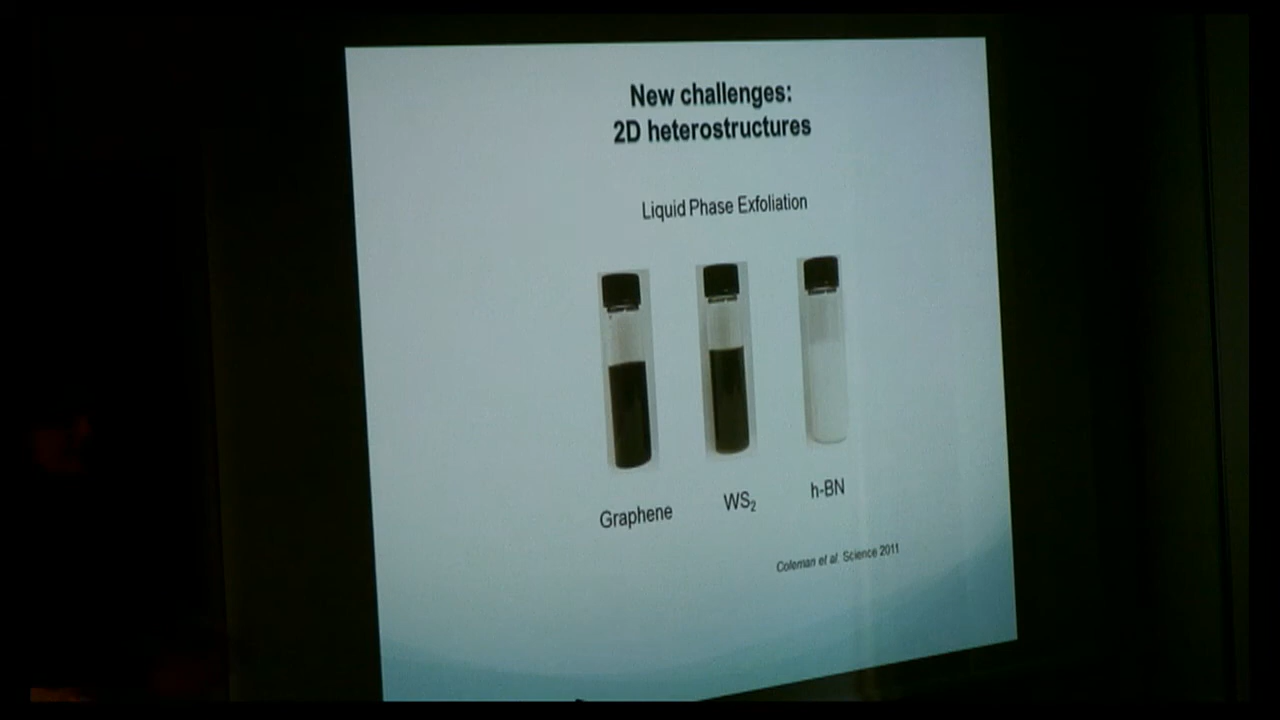 New challenges:
2D heterostructures
Liquid Phase Exfoliation
Graphene
WS₂
h-BN
Coleman et al. Science 2011